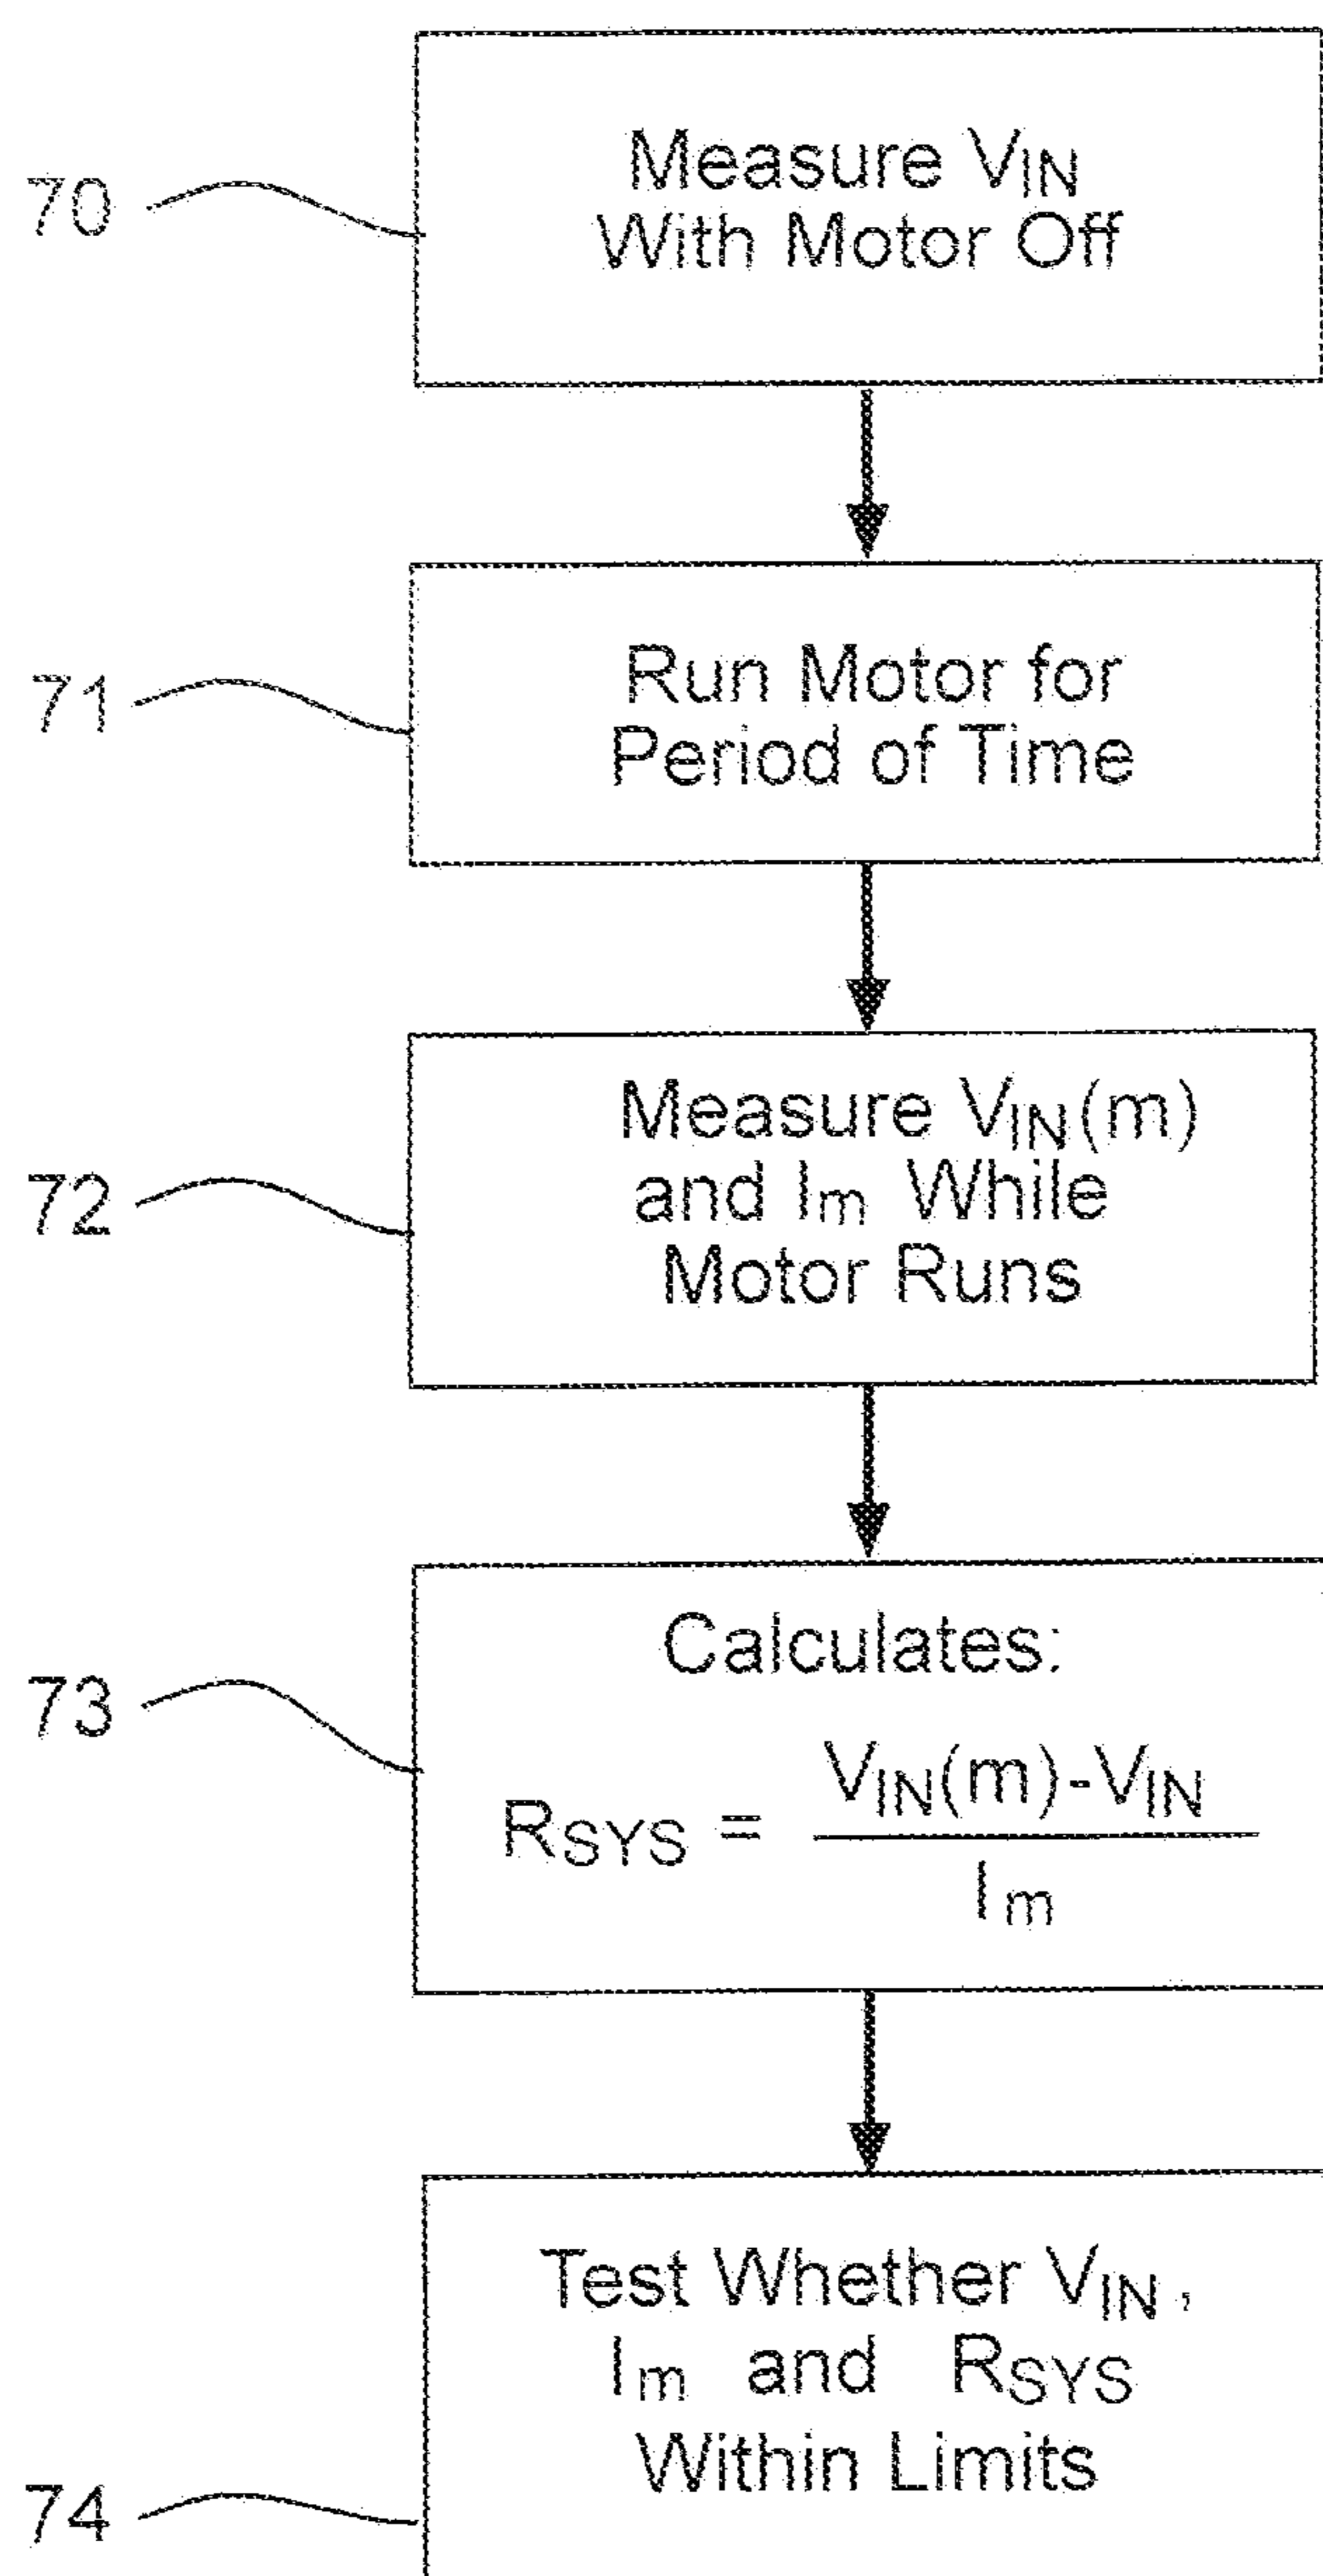 70
Measure VIN
With Motor Off
71
Run Motor for
Period of Time
72
Measure VIN(m)
and Im While
Motor Runs
73
Calculates:
RSYS = VIN(m)-VIN
Im
74
Test Whether VIN,
Im and RSYS
Within Limits